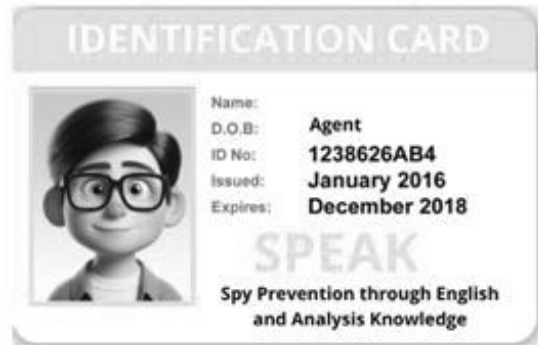 IDENTIFICATION CARD
Name:
D.O.B: Agent
ID No: 1238626AB4
Issued: January 2016
Expires: December 2018
SPEAK
Spy Prevention through English
and Analysis Knowledge